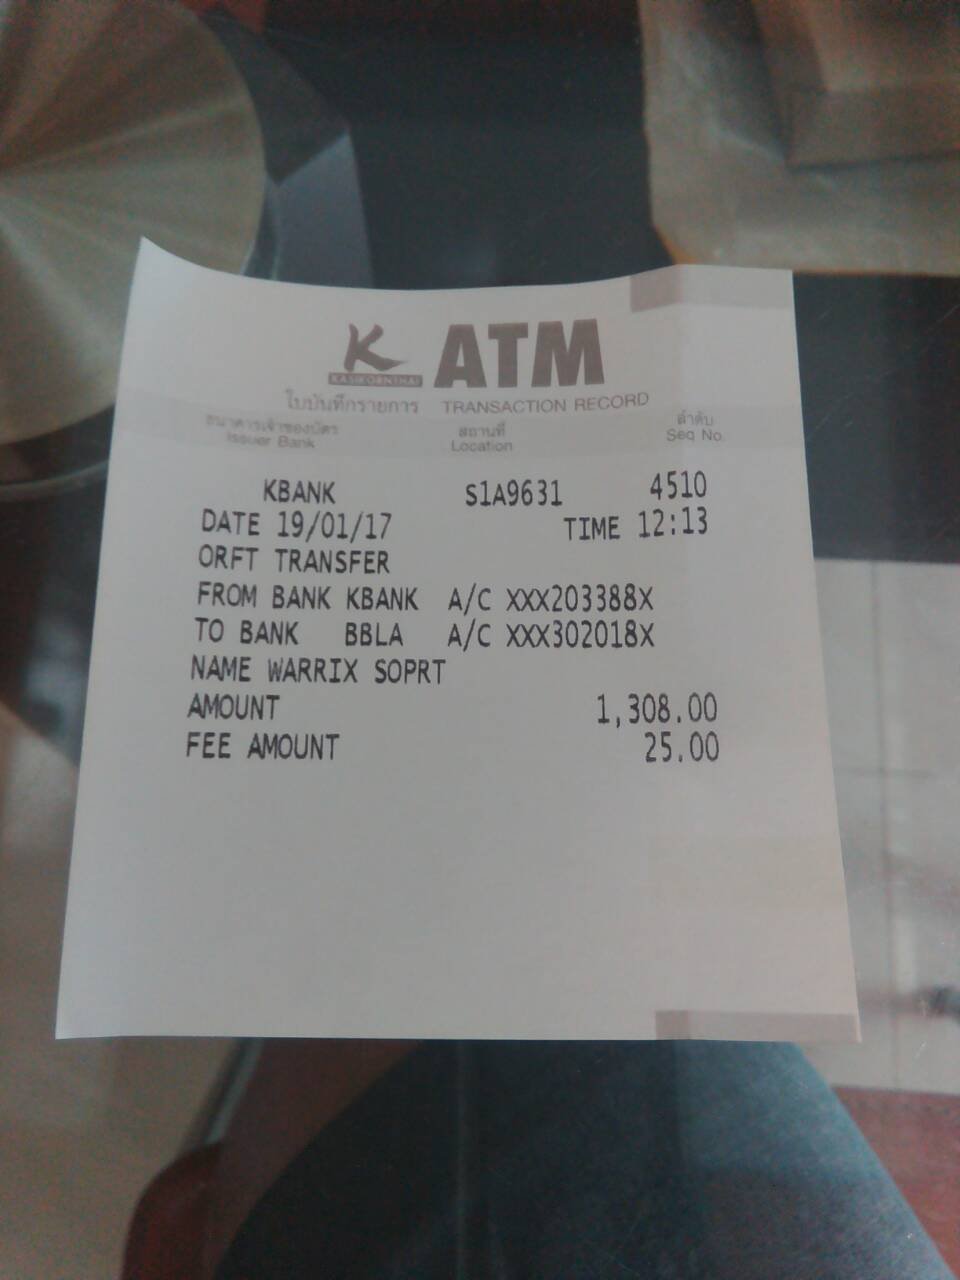 K ATM
KASIKORNTHAI
ใบบันทึกรายการ TRANSACTION RECORD
ธนาคารเจ้าของบัตร สถานที่ ลำดับ
Issuer Bank Location Seq No.
KBANK S1A9631 4510
DATE 19/01/17 TIME 12:13
ORFT TRANSFER
FROM BANK KBANK A/C XXX203388X
TO BANK BBLA A/C XXX302018X
NAME WARRIX SOPRT
AMOUNT 1,308.00
FEE AMOUNT 25.00